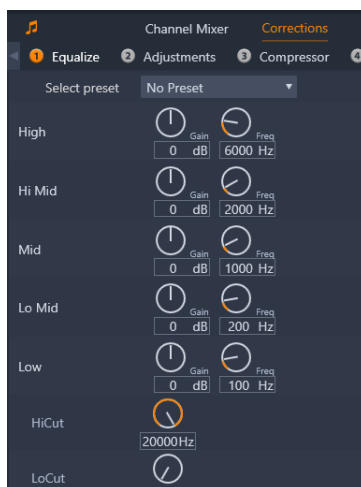 Channel Mixer Corrections
1 Equalize 2 Adjustments 3 Compressor 4
Select preset No Preset
High Gain Freq
0 dB 6000 Hz
Hi Mid Gain Freq
0 dB 2000 Hz
Mid Gain Freq
0 dB 1000 Hz
Lo Mid Gain Freq
0 dB 200 Hz
Low Gain Freq
0 dB 100 Hz
HiCut
20000Hz
LoCut